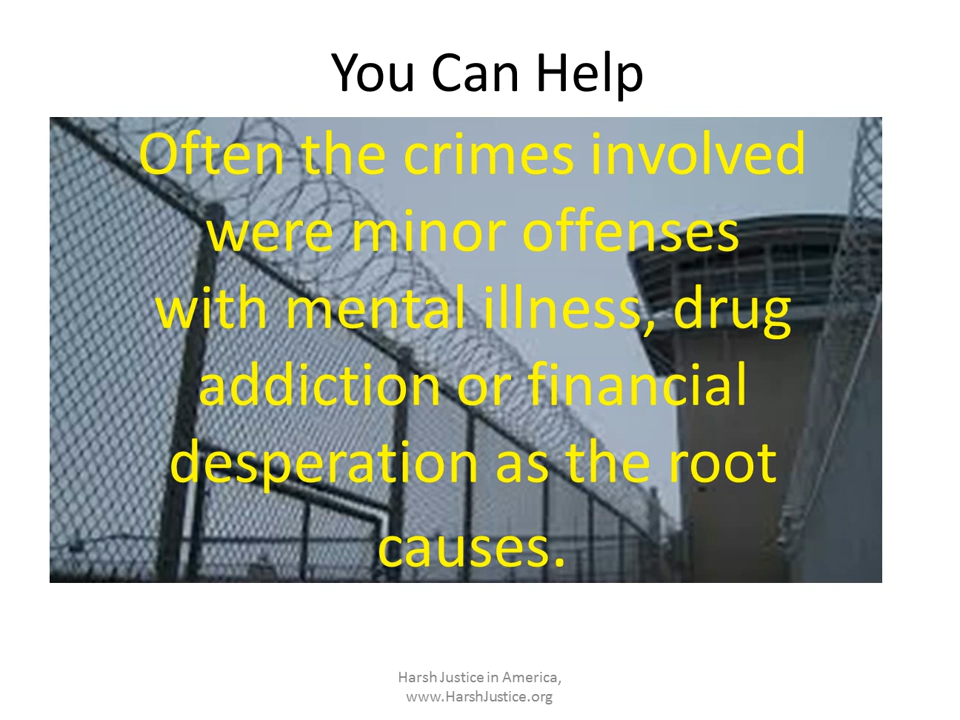 You Can Help
Often the crimes involved
were minor offenses
with mental illness, drug
addiction or financial
desperation as the root
causes.
Harsh Justice in America,
www.HarshJustice.org